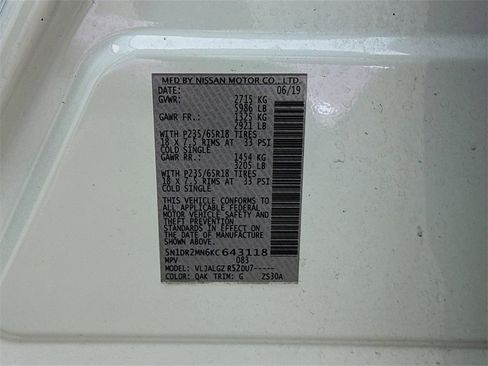 MFD BY NISSAN MOTOR CO., LTD.
DATE: 06/19
GVWR: 2715 KG
5986 LB
GAWR FR.: 1325 KG
2921 LB
WITH P235/65R18 TIRES
18 X 7.5 RIMS AT 33 PSI
COLD SINGLE
GAWR RR.: 1454 KG
3205 LB
WITH P235/65R18 TIRES
18 X 7.5 RIMS AT 33 PSI
COLD SINGLE
THIS VEHICLE CONFORMS TO
ALL APPLICABLE FEDERAL
MOTOR VEHICLE SAFETY AND
THEFT PREVENTION
STANDARDS IN EFFECT ON
THE DATE OF MANUFACTURE
SHOWN ABOVE.
5N1DR2MN6KC643118
MPV 083
MODEL: VLJALGZ R52DU7-----
COLOR: QAK TRIM: G ZS30A